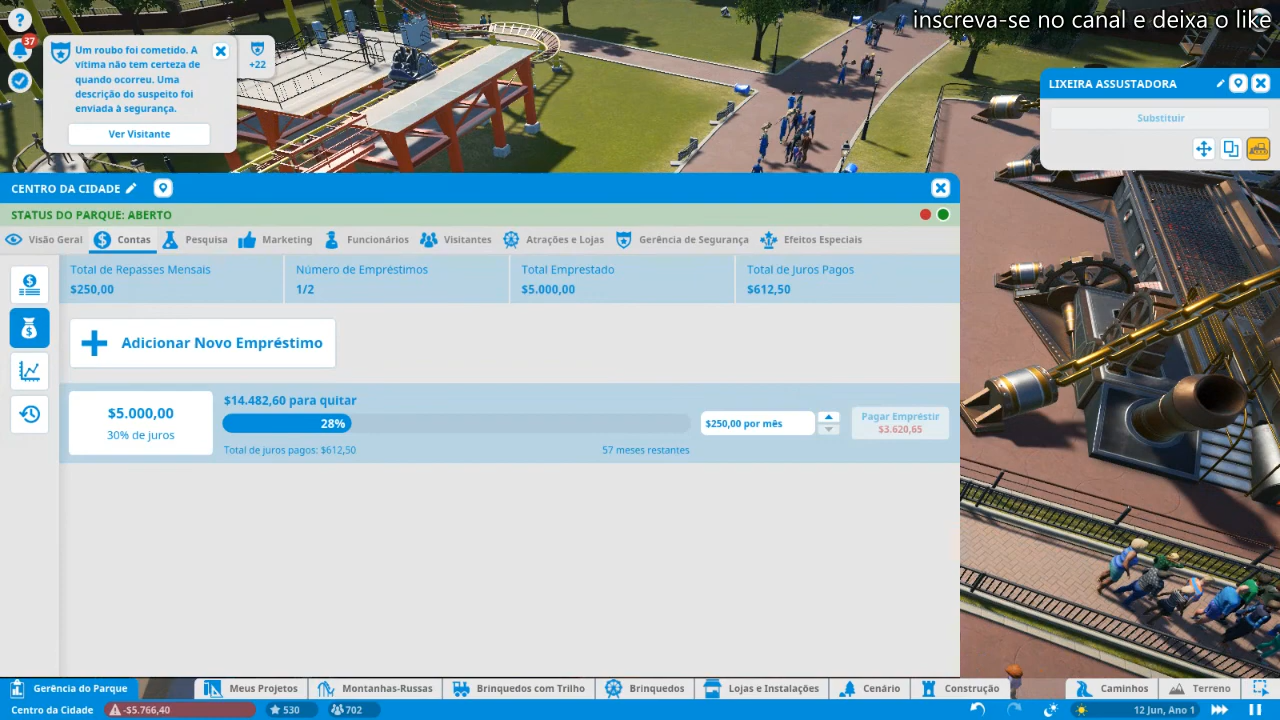 inscreva-se no canal e deixa o like
?
37
Um roubo foi cometido. A
vítima não tem certeza de
quando ocorreu. Uma
descrição do suspeito foi
enviada à segurança.
Ver Visitante
+22
LIXEIRA ASSUSTADORA
Substituir
CENTRO DA CIDADE
STATUS DO PARQUE: ABERTO
Visão Geral
Contas
Pesquisa
Marketing
Funcionários
Visitantes
Atrações e Lojas
Gerência de Segurança
Efeitos Especiais
Total de Repasses Mensais
$250,00
Número de Empréstimos
1/2
Total Emprestado
$5.000,00
Total de Juros Pagos
$612,50
Adicionar Novo Empréstimo
$5.000,00
30% de juros
$14.482,60 para quitar
28%
Total de juros pagos: $612,50
57 meses restantes
$250,00 por mês
Pagar Empréstir
$3.620,65
Gerência do Parque
Meus Projetos
Montanhas-Russas
Brinquedos com Trilho
Brinquedos
Lojas e Instalações
Cenário
Construção
Caminhos
Terreno
Centro da Cidade
-$5.766,40
530
702
12 Jun, Ano 1